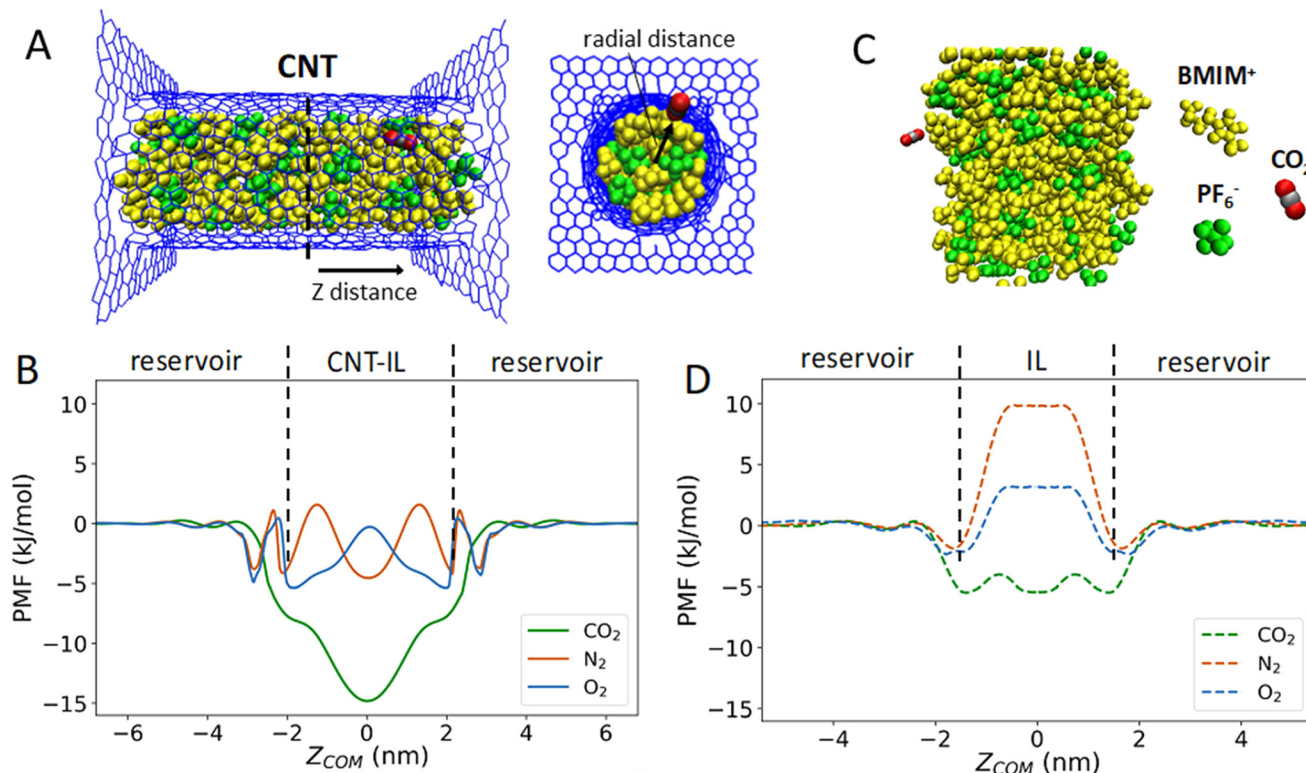 A
CNT
Z distance
radial distance
C
BMIM⁺
PF₆⁻
CO₂
B
reservoir CNT-IL reservoir
PMF (kJ/mol)
10
5
0
−5
−10
−15
CO₂
N₂
O₂
−6 −4 −2 0 2 4 6
Z_COM (nm)
D
reservoir IL reservoir
PMF (kJ/mol)
10
5
0
−5
−10
−15
CO₂
N₂
O₂
−4 −2 0 2 4
Z_COM (nm)